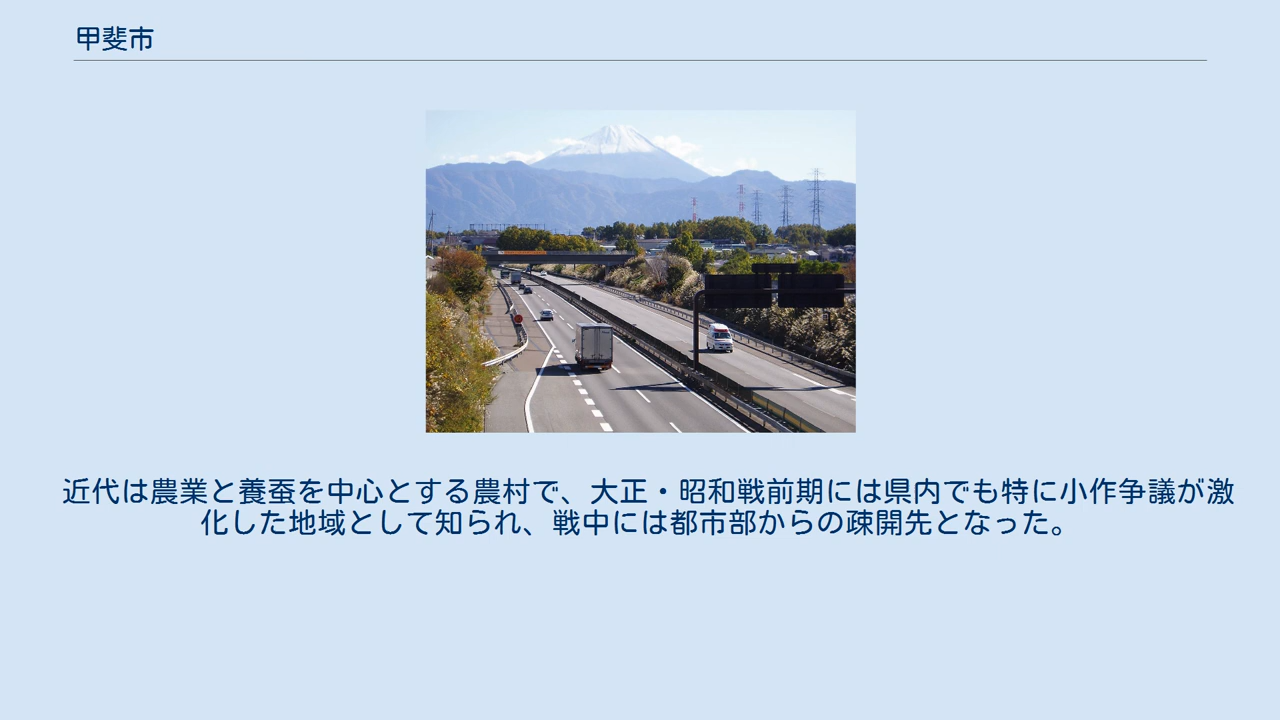 甲斐市
近代は農業と養蚕を中心とする農村で、大正・昭和戦前期には県内でも特に小作争議が激
化した地域として知られ、戦中には都市部からの疎開先となった。